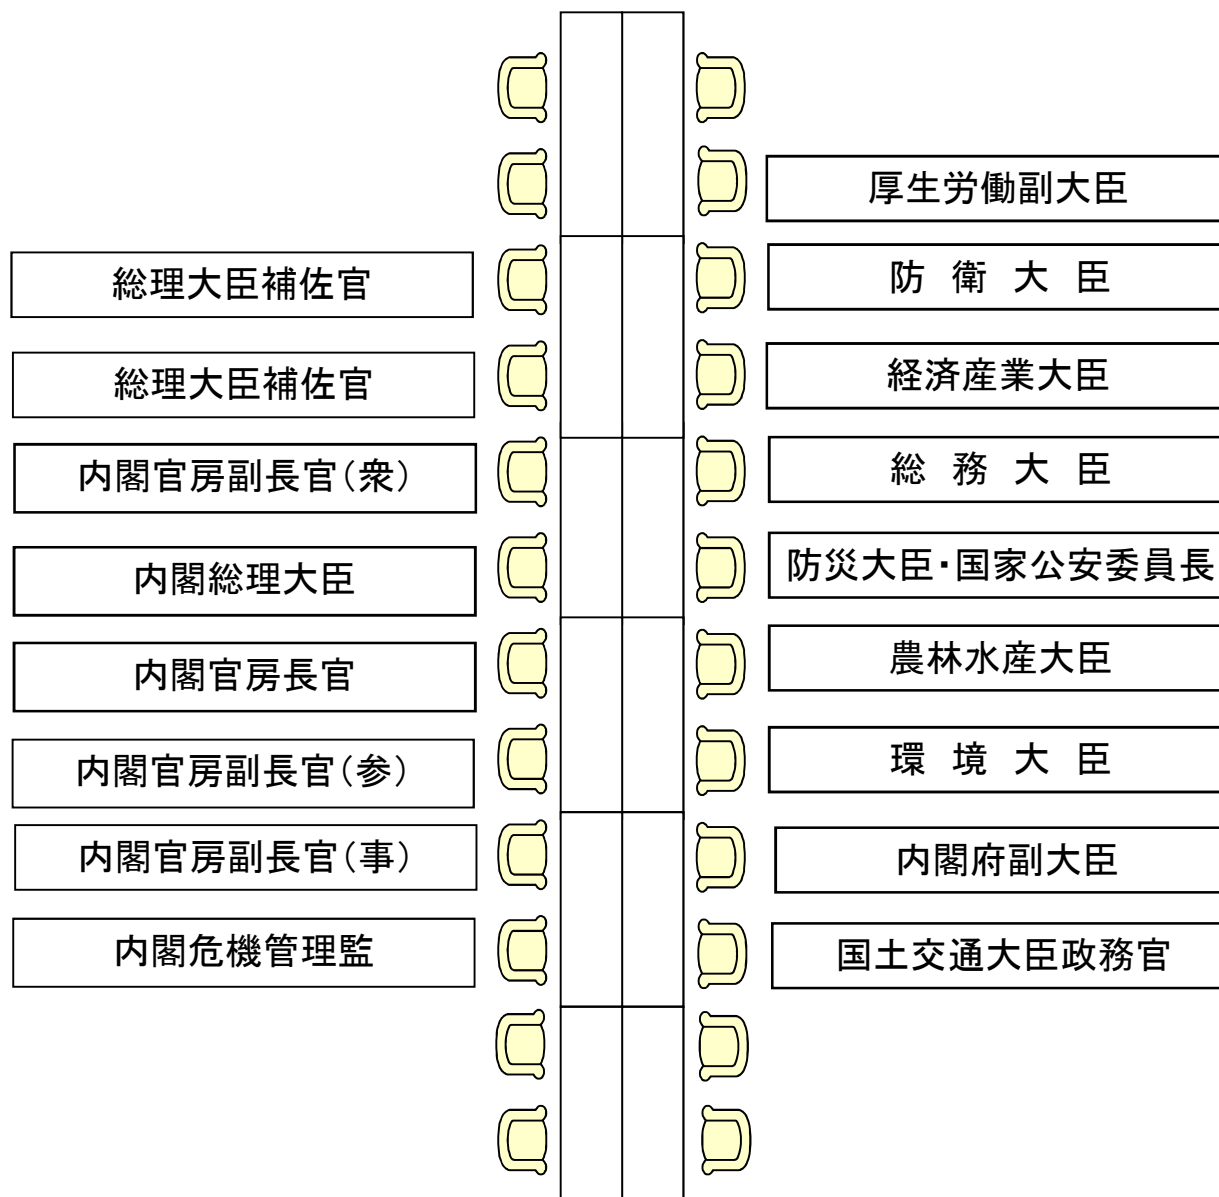 総理大臣補佐官
総理大臣補佐官
内閣官房副長官(衆)
内閣総理大臣
内閣官房長官
内閣官房副長官(参)
内閣官房副長官(事)
内閣危機管理監
厚生労働副大臣
防 衛 大 臣
経済産業大臣
総 務 大 臣
防災大臣・国家公安委員長
農林水産大臣
環 境 大 臣
内閣府副大臣
国土交通大臣政務官